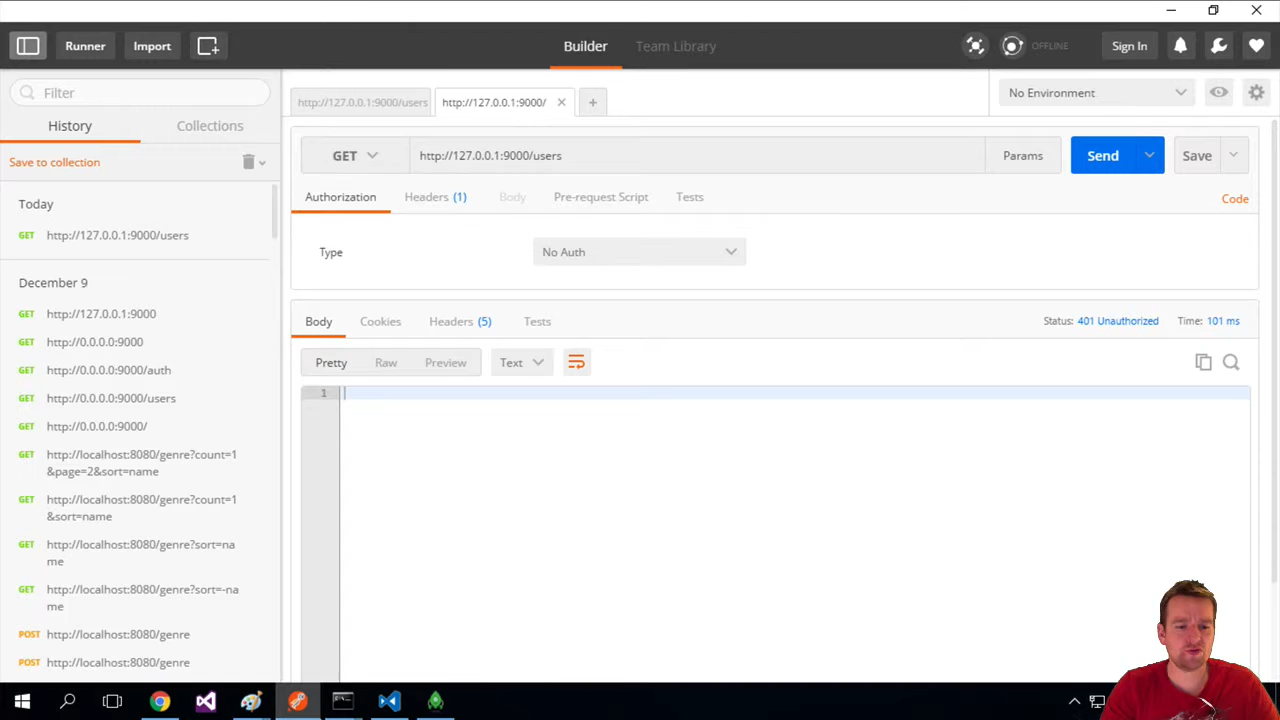 Runner
Import
Builder
Team Library
OFFLINE
Sign In
Filter
http://127.0.0.1:9000/users
http://127.0.0.1:9000/
No Environment
History
Collections
Save to collection
Today
GET http://127.0.0.1:9000/users
December 9
GET http://127.0.0.1:9000
GET http://0.0.0.0:9000
GET http://0.0.0.0:9000/auth
GET http://0.0.0.0:9000/users
GET http://0.0.0.0:9000/
GET http://localhost:8080/genre?count=1
&page=2&sort=name
GET http://localhost:8080/genre?count=1
&sort=name
GET http://localhost:8080/genre?sort=na
me
GET http://localhost:8080/genre?sort=-na
me
POST http://localhost:8080/genre
POST http://localhost:8080/genre
GET
http://127.0.0.1:9000/users
Params
Send
Save
Authorization
Headers (1)
Body
Pre-request Script
Tests
Code
Type
No Auth
Body
Cookies
Headers (5)
Tests
Status: 401 Unauthorized
Time: 101 ms
Pretty
Raw
Preview
Text
1